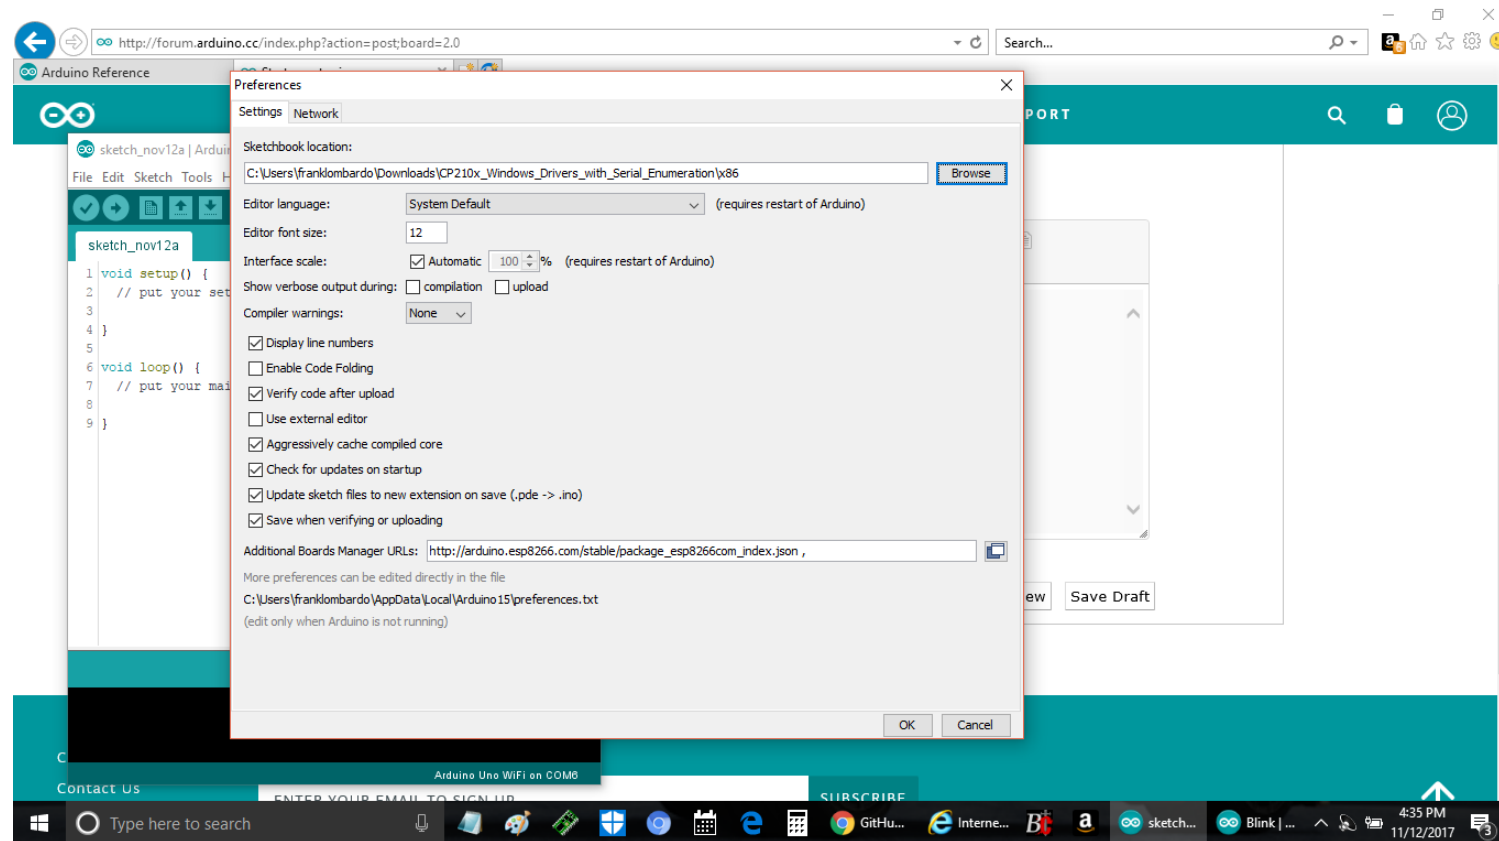 http://forum.arduino.cc/index.php?action=post;board=2.0
Search...
Arduino Reference
Preferences
Settings
Network
PORT
sketch_nov12a | Arduin
File Edit Sketch Tools H
sketch_nov12a
1 void setup() {
2 // put your set
3
4 }
5
6 void loop() {
7 // put your mai
8
9 }
Sketchbook location:
C:\Users\franklombardo\Downloads\CP210x_Windows_Drivers_with_Serial_Enumeration\x86
Browse
Editor language:
System Default
(requires restart of Arduino)
Editor font size:
12
Interface scale:
Automatic
100
%
(requires restart of Arduino)
Show verbose output during:
compilation
upload
Compiler warnings:
None
Display line numbers
Enable Code Folding
Verify code after upload
Use external editor
Aggressively cache compiled core
Check for updates on startup
Update sketch files to new extension on save (.pde -> .ino)
Save when verifying or uploading
Additional Boards Manager URLs:
http://arduino.esp8266.com/stable/package_esp8266com_index.json ,
More preferences can be edited directly in the file
C:\Users\franklombardo\AppData\Local\Arduino15\preferences.txt
(edit only when Arduino is not running)
ew
Save Draft
OK
Cancel
Arduino Uno WiFi on COM6
C
Contact Us
ENTER YOUR EMAIL TO SIGN UP
SUBSCRIBE
Type here to search
GitHu...
Interne...
sketch...
Blink | ...
4:35 PM
11/12/2017
3